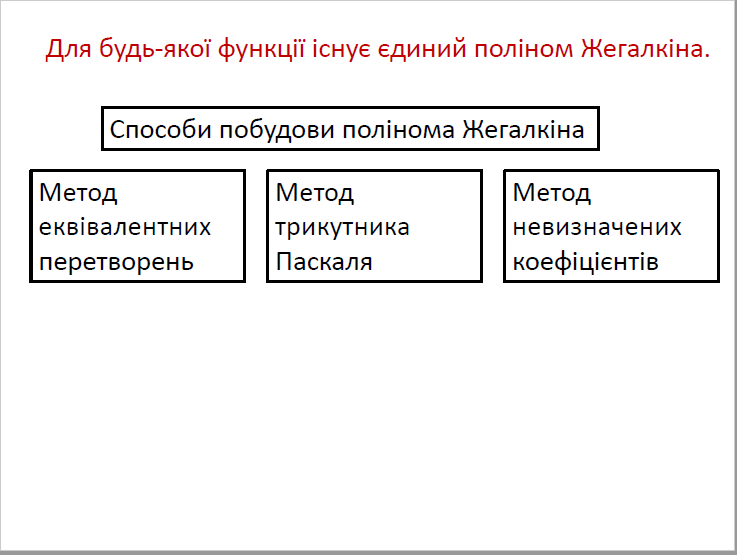 Для будь-якої функції існує єдиний поліном Жегалкіна.
Способи побудови полінома Жегалкіна
Метод
еквівалентних
перетворень
Метод
трикутника
Паскаля
Метод
невизначених
коефіцієнтів